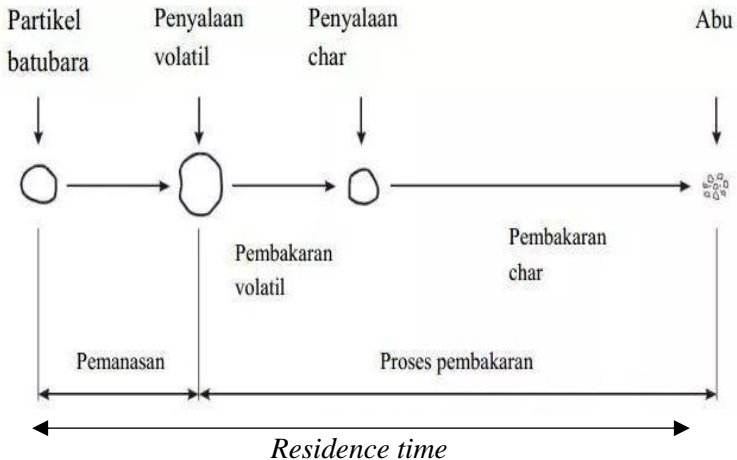 Partikel
batubara
Penyalaan
volatil
Penyalaan
char
Abu
Pembakaran
volatil
Pembakaran
char
Pemanasan
Proses pembakaran
Residence time